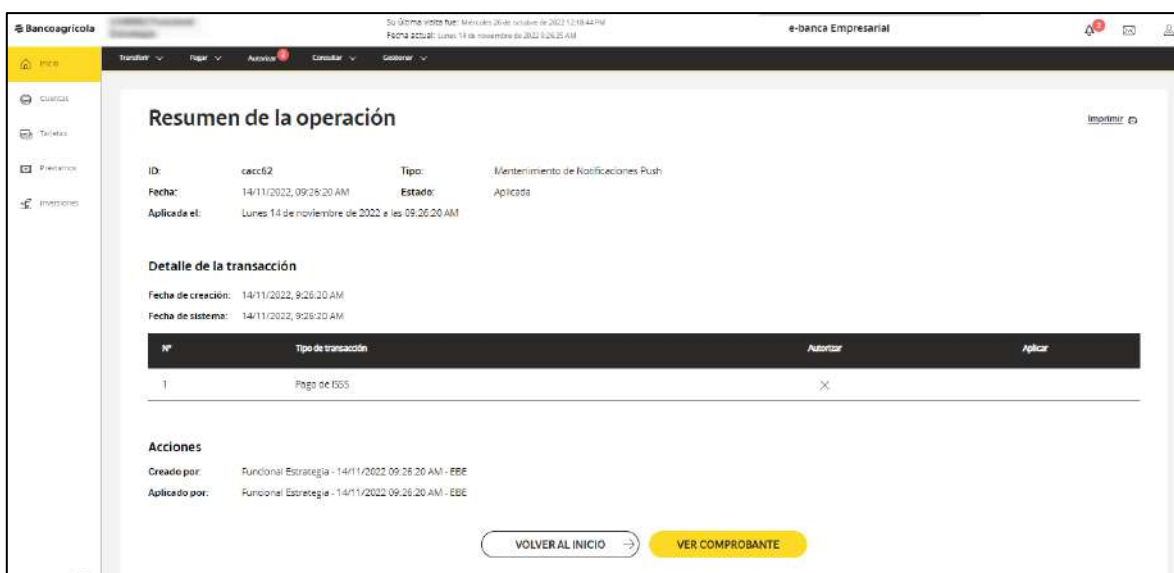 Bancoagrícola
Su última visita fue: Miércoles 26 de octubre de 2022 12:18:44 PM
Fecha actual: Lunes 14 de noviembre de 2022 9:26:25 AM
e-banca Empresarial
2
Inicio
Transferir Pagar Autorizar 2 Consultar Gestionar
Cuentas
Tarjetas
Préstamos
Inversiones
Resumen de la operación
Imprimir
ID: cacc62 Tipo: Mantenimiento de Notificaciones Push
Fecha: 14/11/2022, 09:26:20 AM Estado: Aplicada
Aplicada el: Lunes 14 de noviembre de 2022 a las 09:26:20 AM
Detalle de la transacción
Fecha de creación: 14/11/2022, 9:26:20 AM
Fecha de sistema: 14/11/2022, 9:26:20 AM
Nº Tipo de transacción Autorizar Aplicar
1 Pago de ISSS
Acciones
Creado por: Funcional Estrategia - 14/11/2022 09:26:20 AM - EBE
Aplicado por: Funcional Estrategia - 14/11/2022 09:26:20 AM - EBE
VOLVER AL INICIO
VER COMPROBANTE